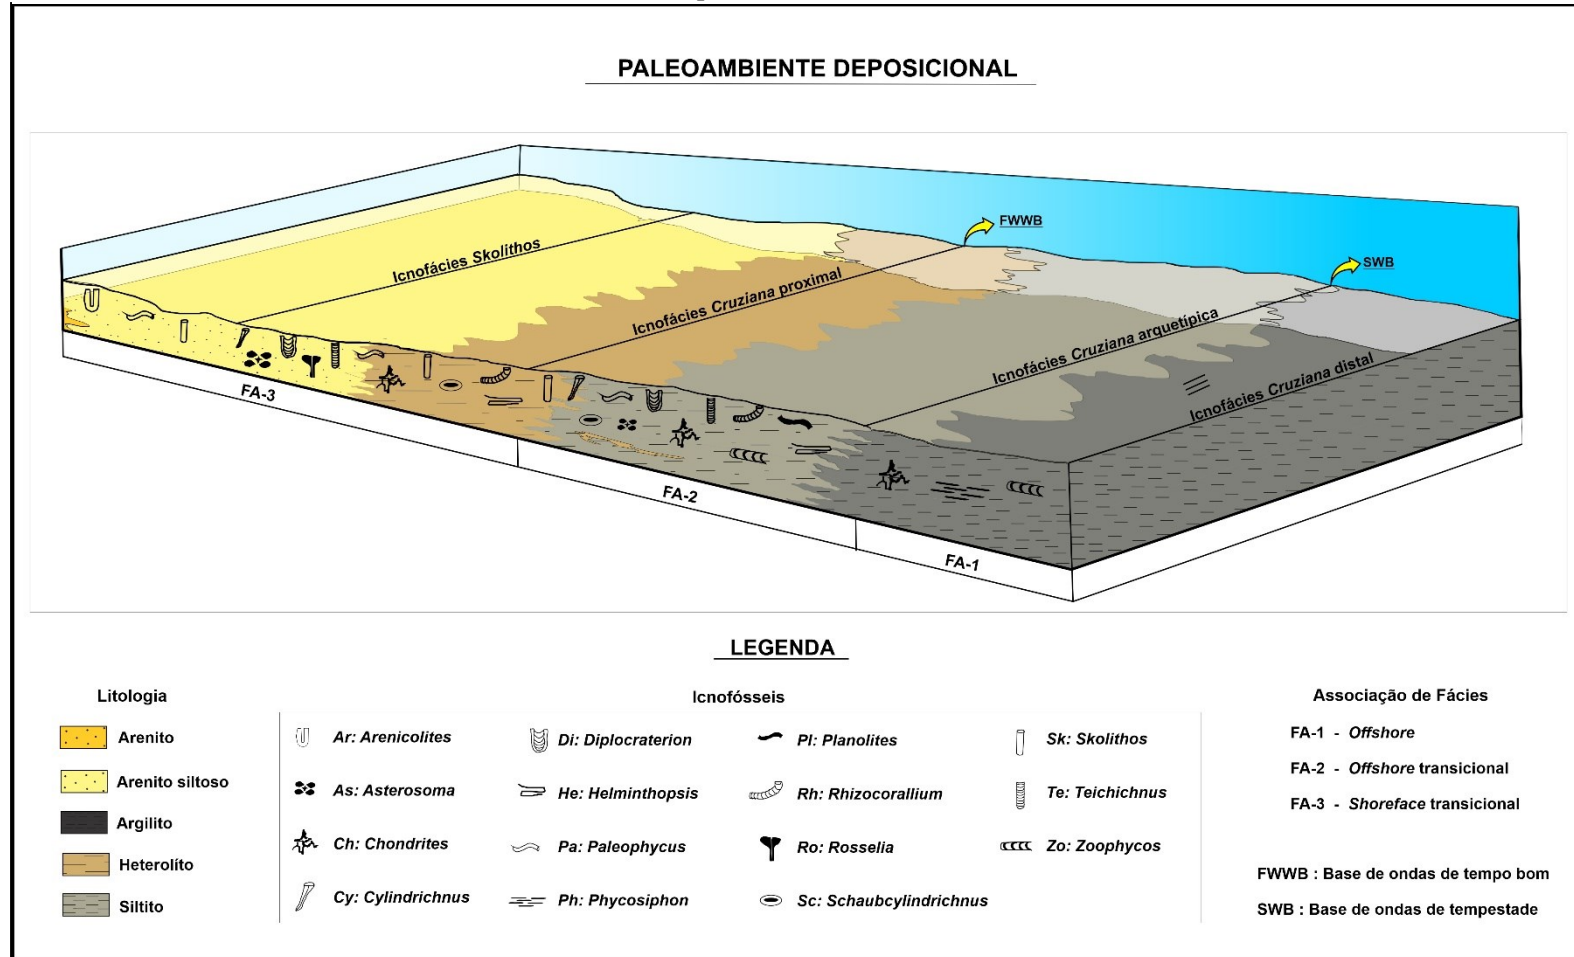 PALEOAMBIENTE DEPOSICIONAL
FWWB
SWB
Icnofácies Skolithos
Icnofácies Cruziana proximal
Icnofácies Cruziana arquetípica
Icnofácies Cruziana distal
FA-3
FA-2
FA-1
LEGENDA
Litologia
Arenito
Arenito siltoso
Argilito
Heterolíto
Siltito
Icnofósseis
Ar: Arenicolites
Di: Diplocraterion
Pl: Planolites
Sk: Skolithos
As: Asterosoma
He: Helminthopsis
Rh: Rhizocorallium
Te: Teichichnus
Ch: Chondrites
Pa: Paleophycus
Ro: Rosselia
Zo: Zoophycos
Cy: Cylindrichnus
Ph: Phycosiphon
Sc: Schaubcylindrichnus
Associação de Fácies
FA-1 - Offshore
FA-2 - Offshore transicional
FA-3 - Shoreface transicional
FWWB : Base de ondas de tempo bom
SWB : Base de ondas de tempestade